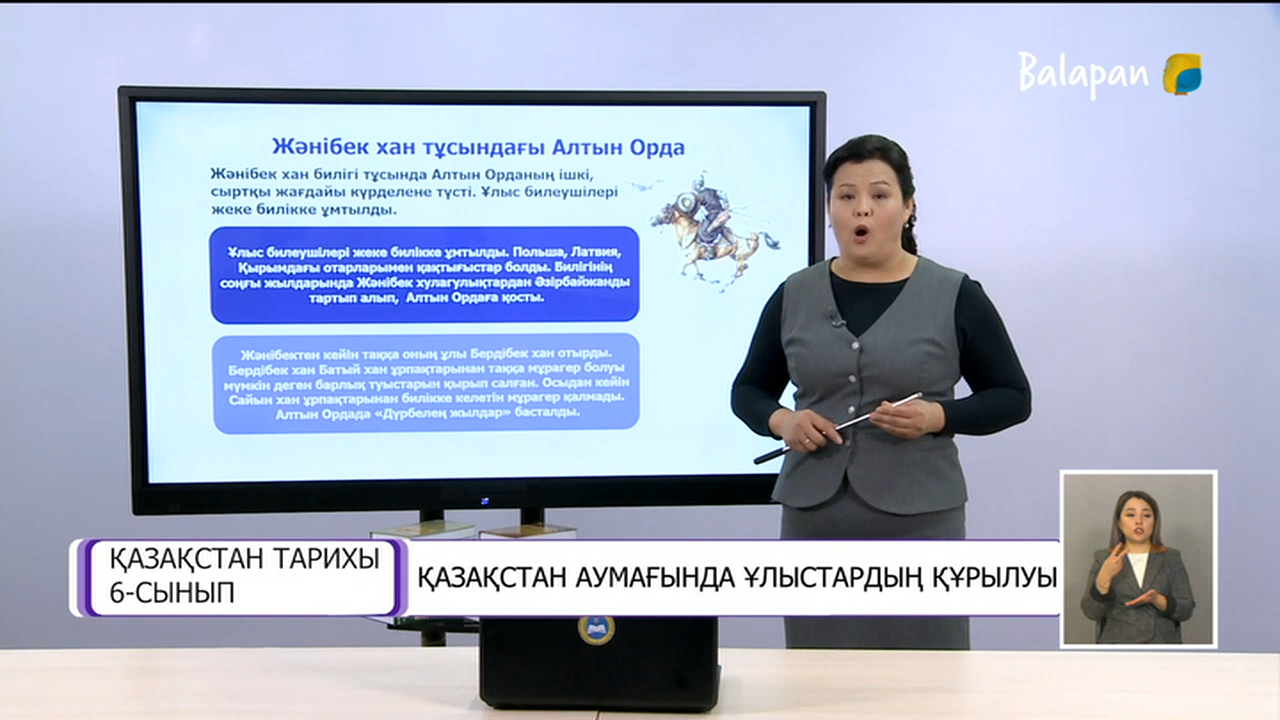 Balapan
Жәнібек хан тұсындағы Алтын Орда
Жәнібек хан билігі тұсында Алтын Орданың ішкі,
сыртқы жағдайы күрделене түсті. Ұлыс билеушілері
жеке билікке ұмтылды.
Ұлыс билеушілері жеке билікке ұмтылды. Польша, Латвия,
Қырымдағы отарларымен қақтығыстар болды. Билігінің
соңғы жылдарында Жәнібек хулагулықтардан Әзірбайжанды
тартып алып, Алтын Ордаға қосты.
Жәнібектен кейін таққа оның ұлы Бердібек хан отырды.
Бердібек хан Батый хан ұрпақтарынан таққа мұрагер болуы
мүмкін деген барлық туыстарын қырып салған. Осыдан кейін
Сайын хан ұрпақтарынан билікке келетін мұрагер қалмады.
Алтын Ордада «Дүрбелең жылдар» басталды.
ҚАЗАҚСТАН ТАРИХЫ
6-СЫНЫП
ҚАЗАҚСТАН АУМАҒЫНДА ҰЛЫСТАРДЫҢ ҚҰРЫЛУЫ